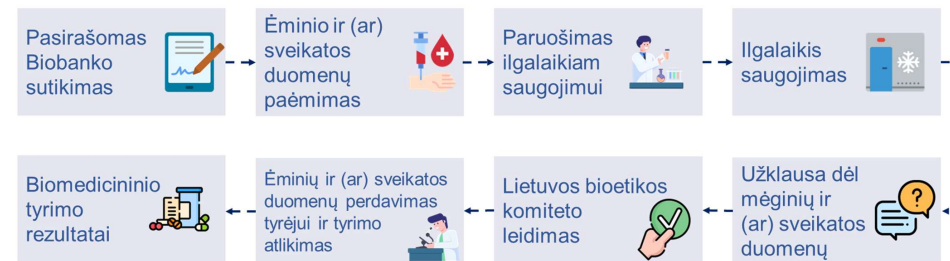 Pasirašomas
Biobanko
sutikimas
Ėminio ir (ar)
sveikatos
duomenų
paėmimas
Paruošimas
ilgalaikiam
saugojimui
Ilgalaikis
saugojimas
Užklausa dėl
mėginių ir
(ar) sveikatos
duomenų
Lietuvos bioetikos
komiteto
leidimas
Ėminių ir (ar) sveikatos
duomenų perdavimas
tyrėjui ir tyrimo
atlikimas
Biomedicininio
tyrimo
rezultatai